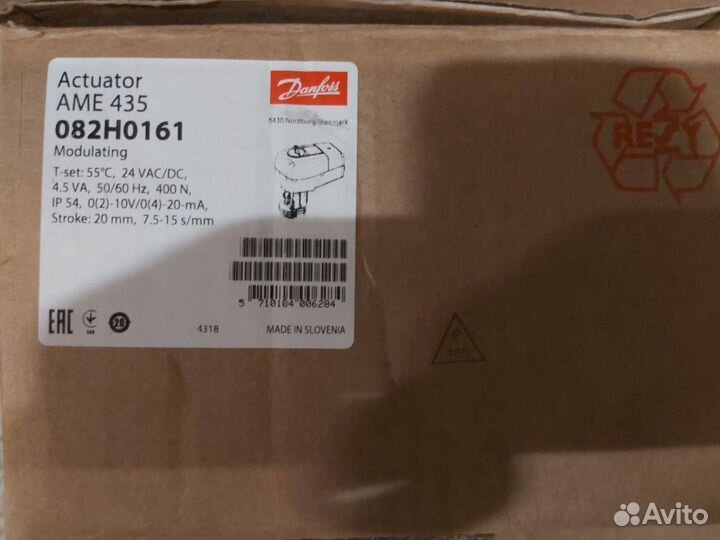 Actuator
AME 435
082H0161
Modulating
T-set: 55°C, 24 VAC/DC,
4.5 VA, 50/60 Hz, 400 N,
IP 54, 0(2)-10V/0(4)-20-mA,
Stroke: 20 mm, 7.5-15 s/mm
Danfoss
6430 Nordborg, Denmark
5 710164 006284
EAC
4318
MADE IN SLOVENIA
REZY
P
185
Avito